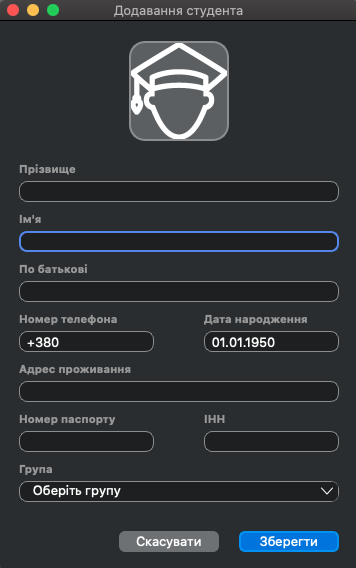 Додавання студента
Прізвище
Ім'я
По батькові
Номер телефона Дата народження
+380 01.01.1950
Адрес проживання
Номер паспорту ІНН
Група
Оберіть групу
Скасувати Зберегти